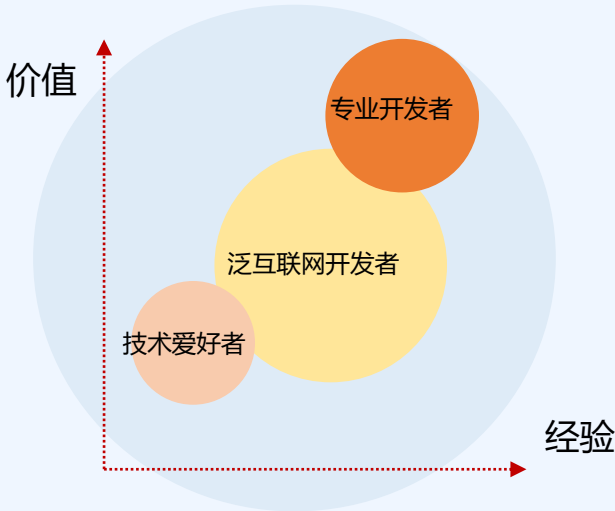 价值
专业开发者
泛互联网开发者
技术爱好者
经验